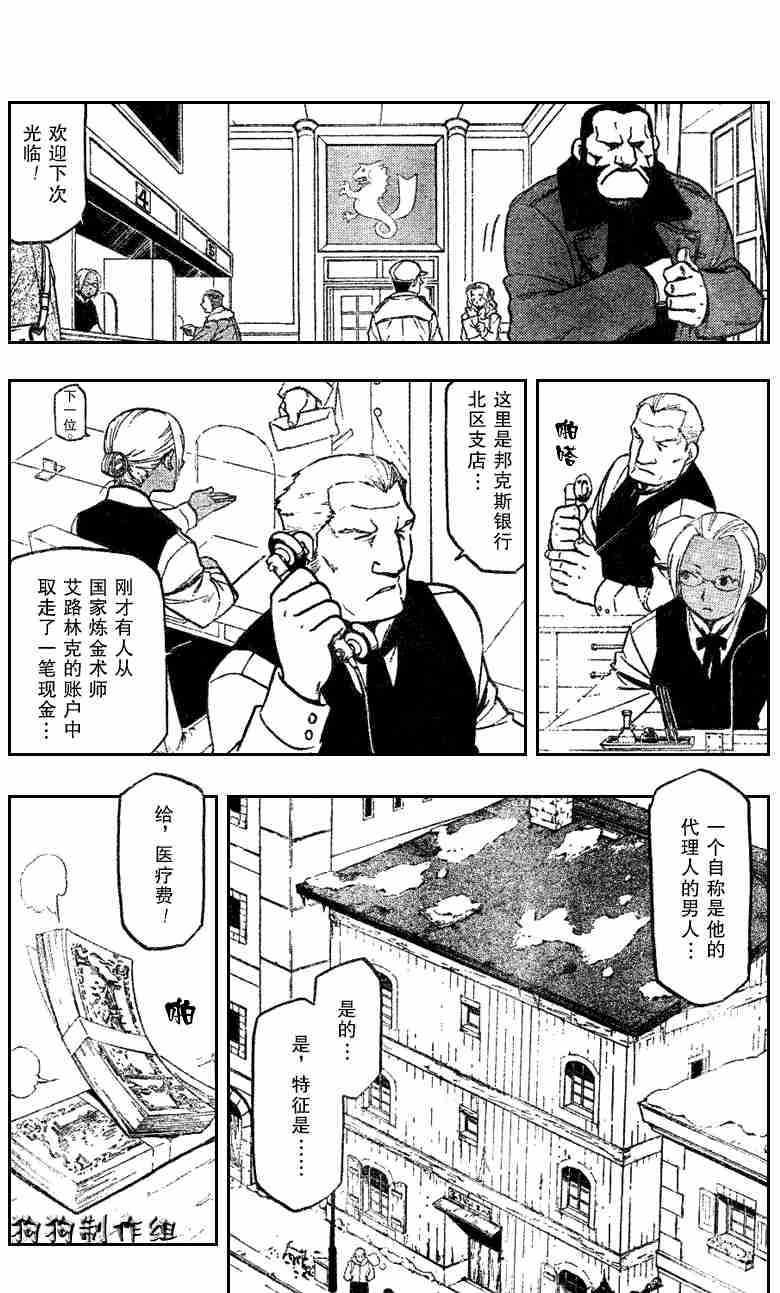 欢迎下次
光临！
4
啪
嗒
这里是邦克斯银行
北区支店…
下一位。
刚才有人从
国家炼金术师
艾路林克的账户中
取走了一笔现金…
一个自称是他的
代理人的男人…
是的…
是，特征是……
给，医疗费！
啪
狗狗制作组